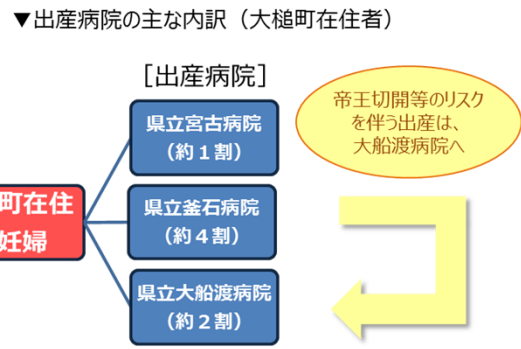 ▼出産病院の主な内訳（大槌町在住者）
［出産病院］
帝王切開等のリスク
を伴う出産は、
大船渡病院へ
県立宮古病院
（約１割）
町在住
妊婦
県立釜石病院
（約４割）
県立大船渡病院
（約２割）